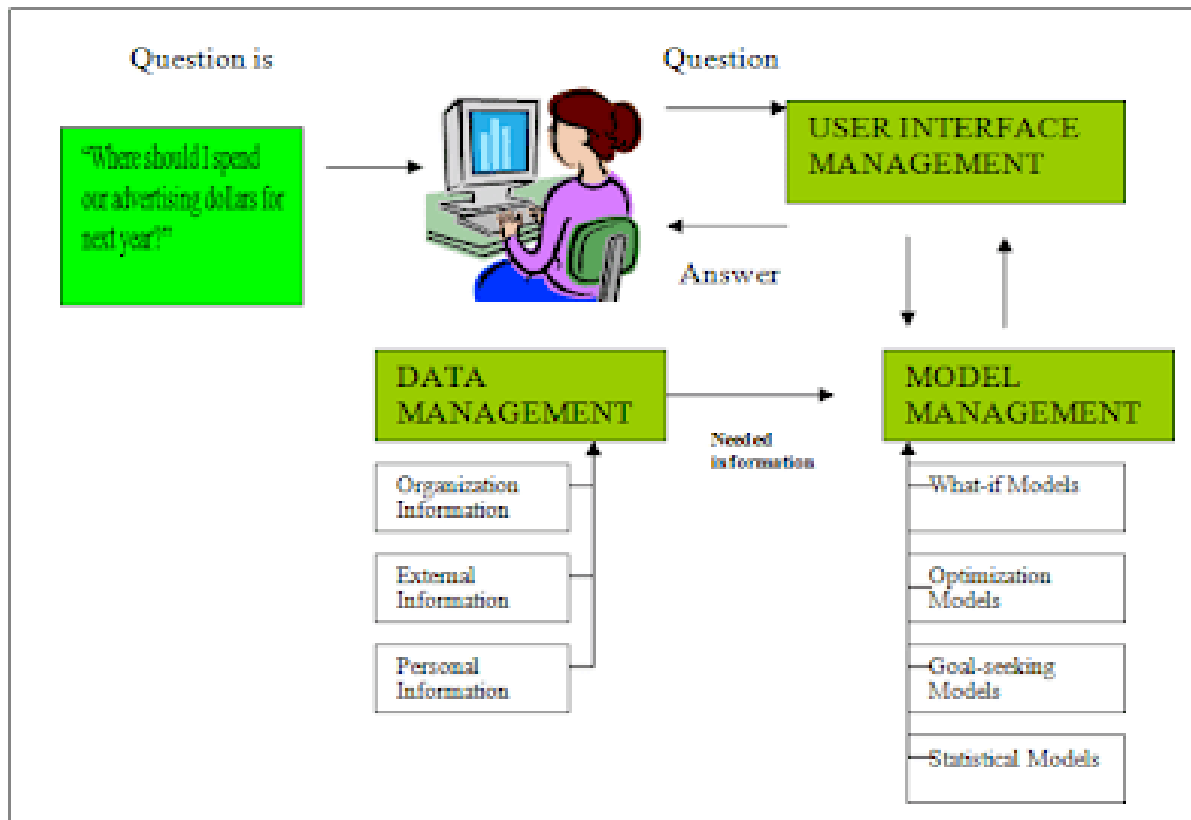 Question is
Question
"Where should I spend
our advertising dollars for
next year?"
USER INTERFACE
MANAGEMENT
Answer
DATA
MANAGEMENT
Needed
information
MODEL
MANAGEMENT
Organization
Information
External
Information
Personal
Information
What-if Models
Optimization
Models
Goal-seeking
Models
Statistical Models